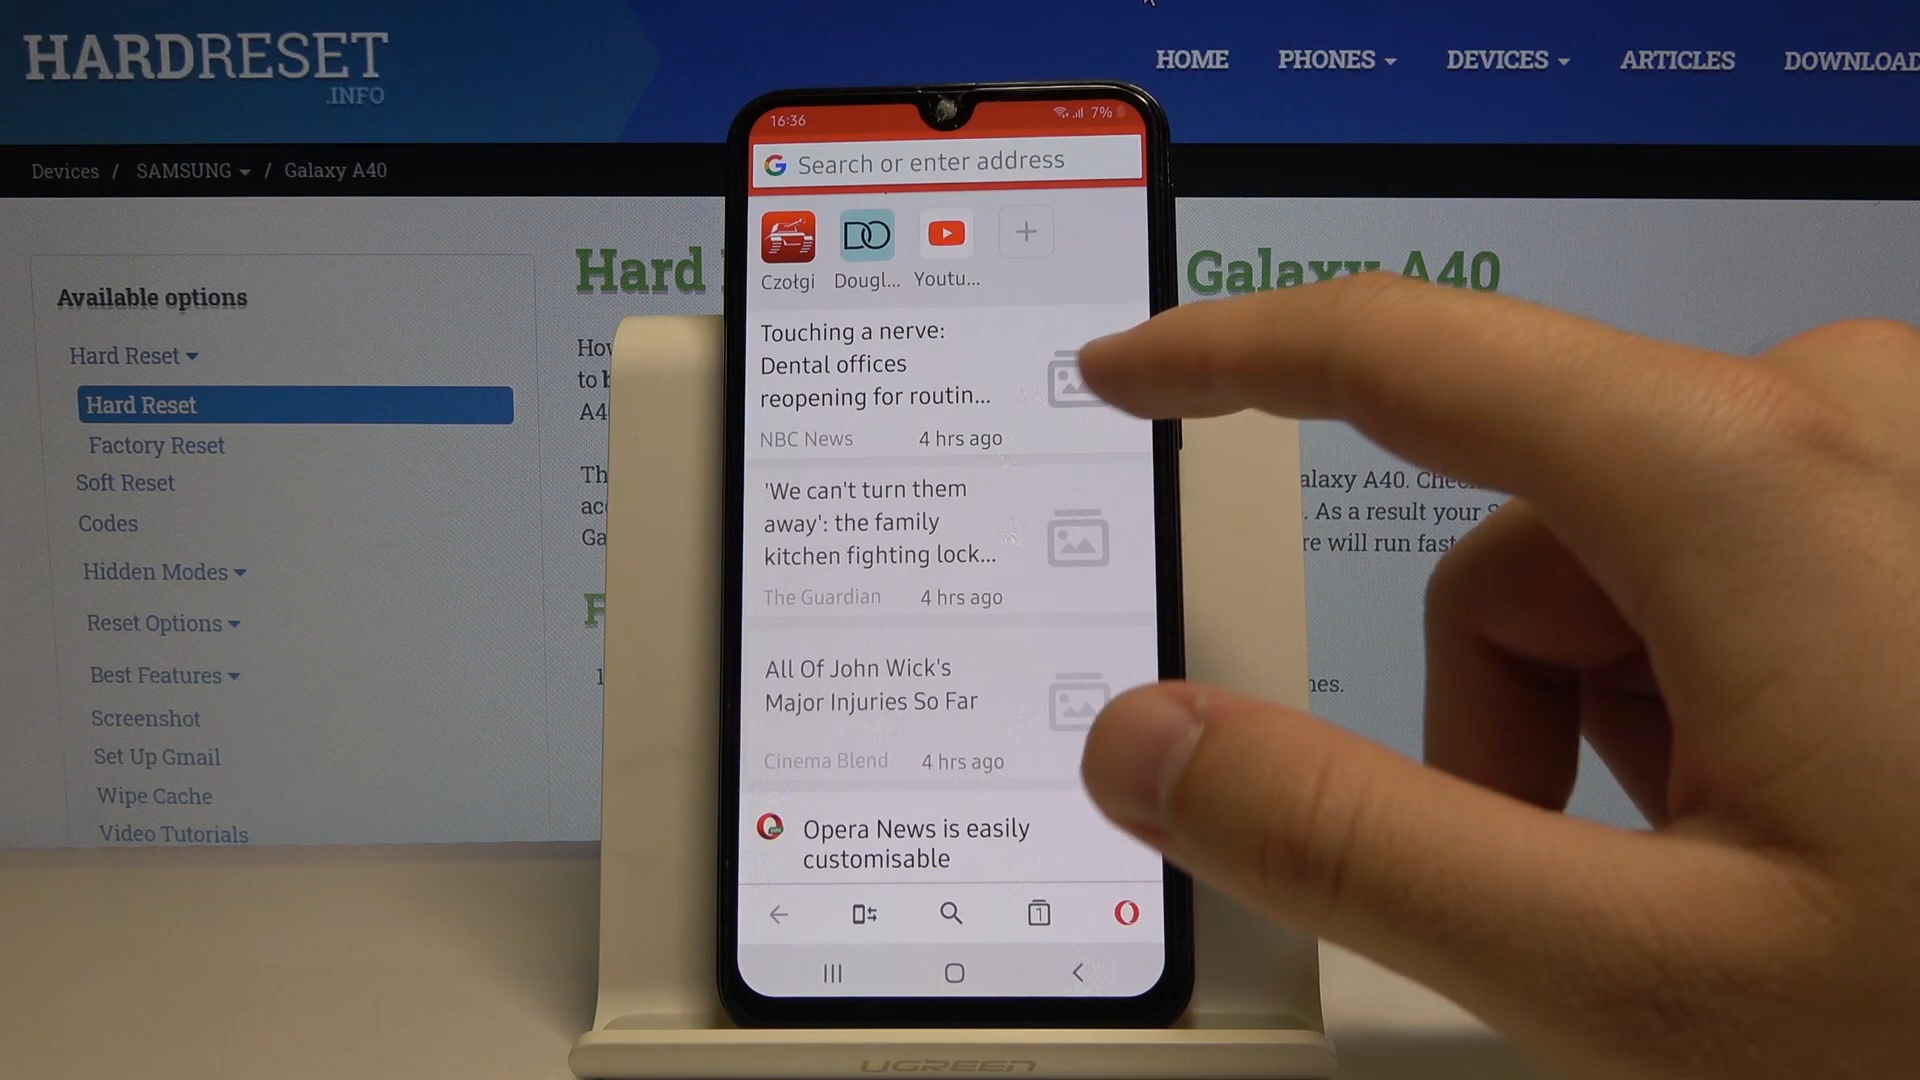 HARDRESET
.INFO
HOME PHONES DEVICES ARTICLES DOWNLOAD
Devices / SAMSUNG / Galaxy A40
Available options
Hard Reset
Hard Reset
Factory Reset
Soft Reset
Codes
Hidden Modes
Reset Options
Best Features
Screenshot
Set Up Gmail
Wipe Cache
Video Tutorials
Hard
Galaxy A40
to
A4
alaxy A40.
. As a result your
re will run fast
16:36
7%
Search or enter address
Czołgi Dougl... Youtu...
Touching a nerve:
Dental offices
reopening for routin...
NBC News 4 hrs ago
'We can't turn them
away': the family
kitchen fighting lock...
The Guardian 4 hrs ago
All Of John Wick's
Major Injuries So Far
Cinema Blend 4 hrs ago
Opera News is easily
customisable
1
UGREEN